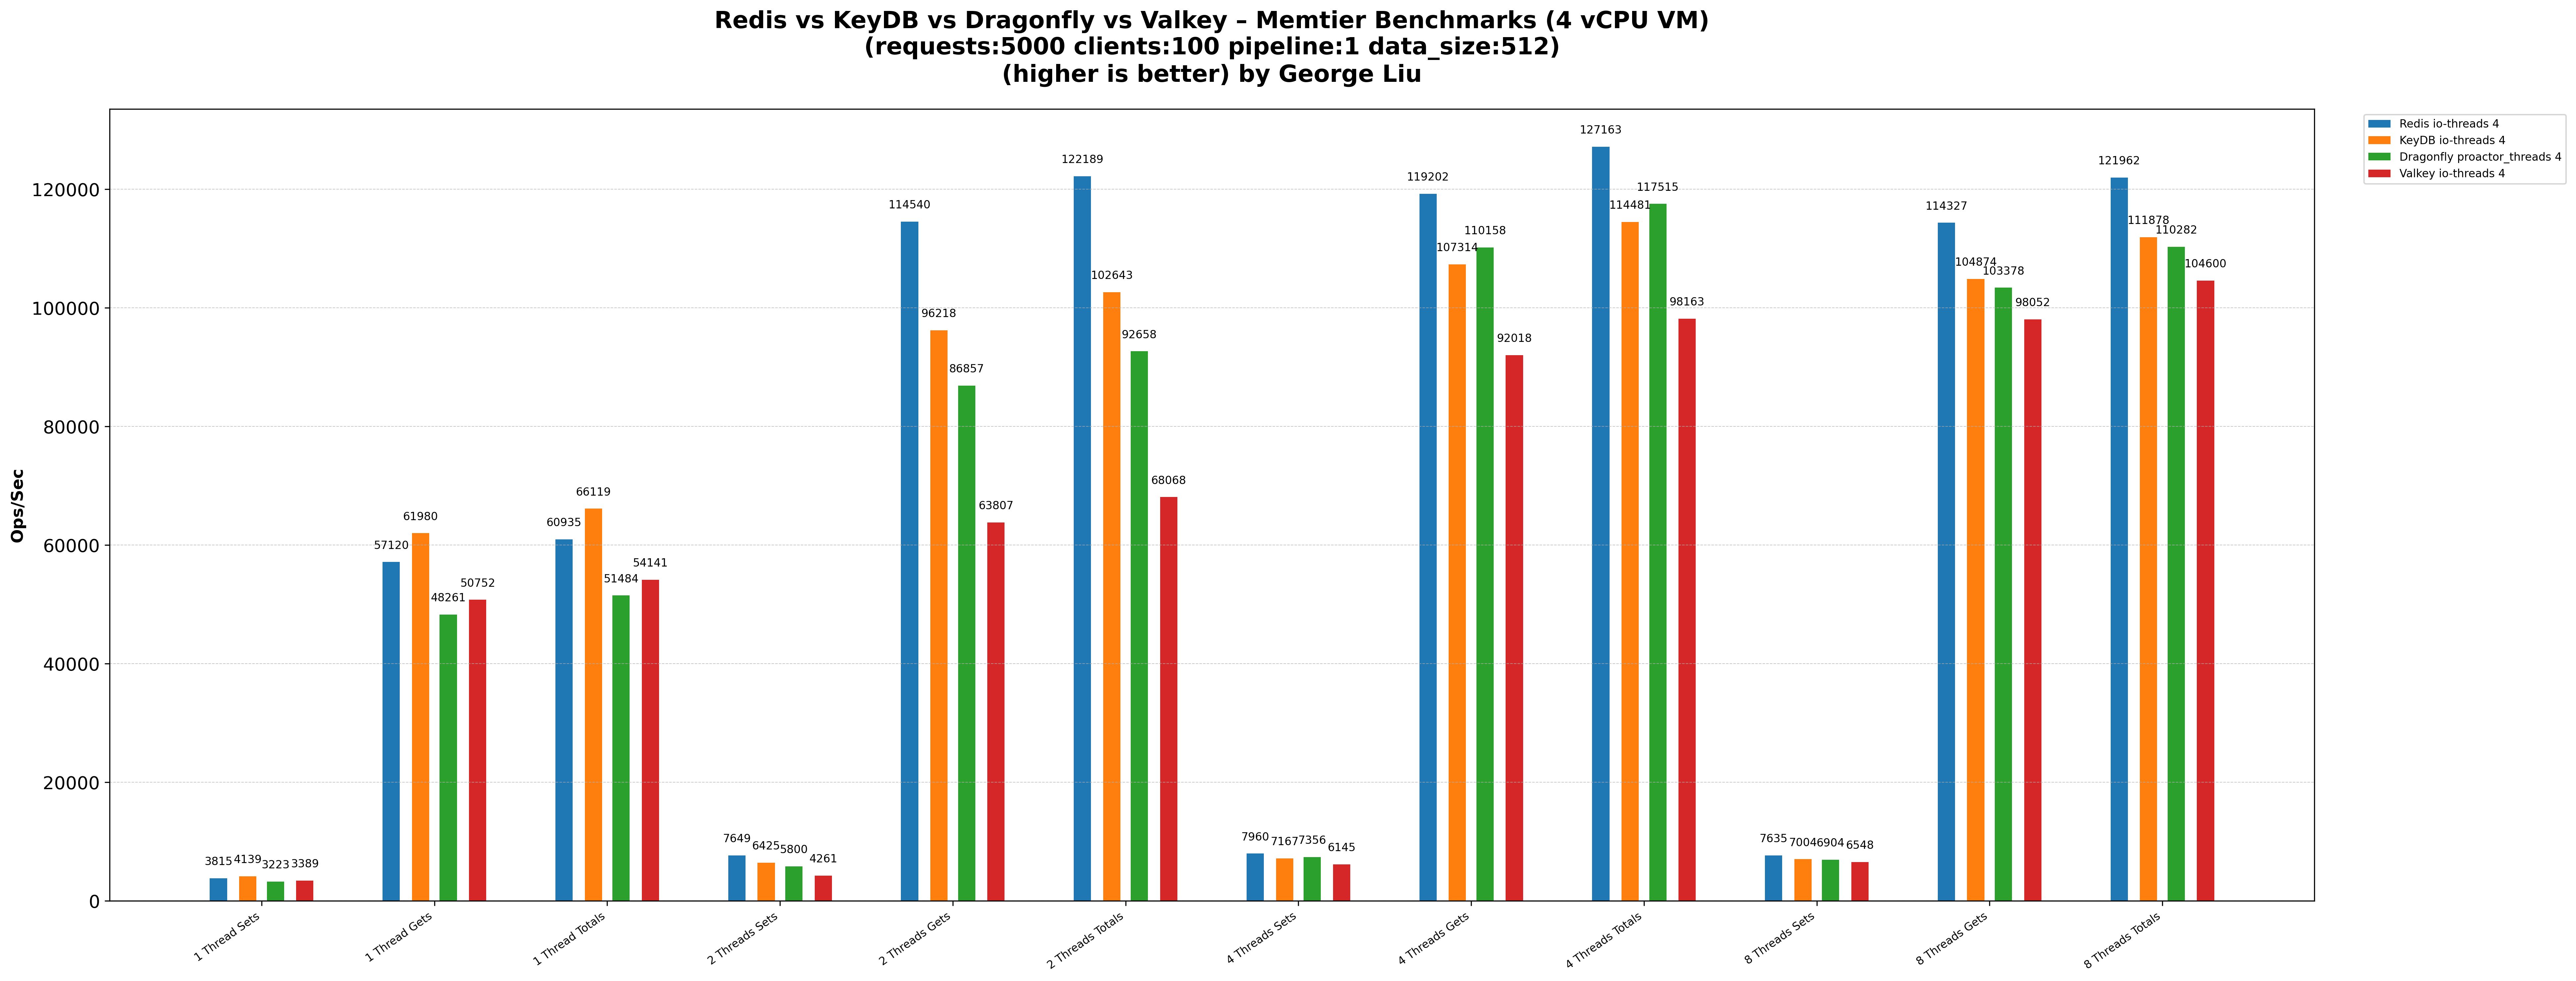 Redis vs KeyDB vs Dragonfly vs Valkey – Memtier Benchmarks (4 vCPU VM)
(requests:5000 clients:100 pipeline:1 data_size:512)
(higher is better) by George Liu
Redis io-threads 4
KeyDB io-threads 4
Dragonfly proactor_threads 4
Valkey io-threads 4
Ops/Sec
120000
100000
80000
60000
40000
20000
0
3815 4139 3223 3389
57120 61980 48261 50752
60935 66119 51484 54141
7649 6425 5800 4261
114540 96218 86857 63807
122189 102643 92658 68068
7960 7167 7356 6145
119202 107314 110158 92018
127163 114481 117515 98163
7635 7004 6904 6548
114327 104874 103378 98052
121962 111878 110282 104600
1 Thread Sets
1 Thread Gets
1 Thread Totals
2 Threads Sets
2 Threads Gets
2 Threads Totals
4 Threads Sets
4 Threads Gets
4 Threads Totals
8 Threads Sets
8 Threads Gets
8 Threads Totals